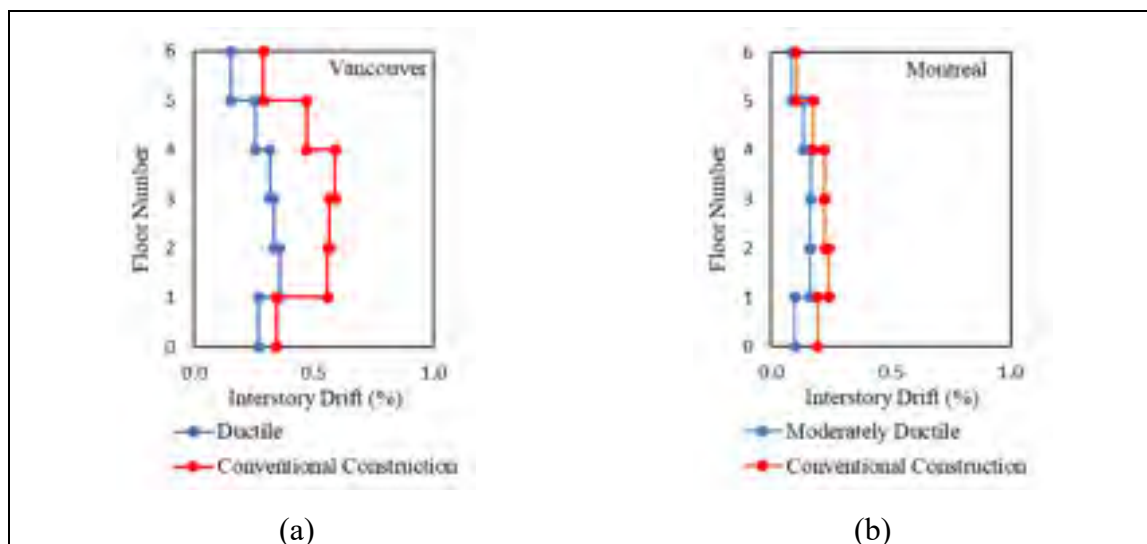 6
Vancouver
5
4
3
2
1
0
Floor Number
0.0 0.5 1.0
Interstory Drift (%)
Ductile
Conventional Construction
(a)
6
Montreal
5
4
3
2
1
0
Floor Number
0.0 0.5 1.0
Interstory Drift (%)
Moderately Ductile
Conventional Construction
(b)